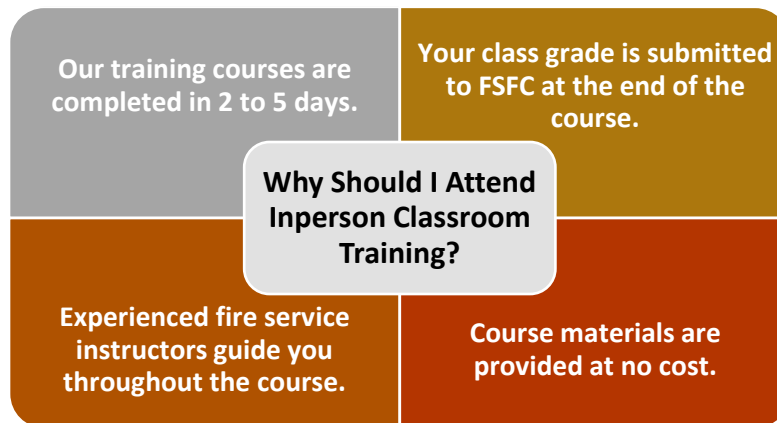 Our training courses are
completed in 2 to 5 days.
Your class grade is submitted
to FSFC at the end of the
course.
Why Should I Attend
Inperson Classroom
Training?
Experienced fire service
instructors guide you
throughout the course.
Course materials are
provided at no cost.